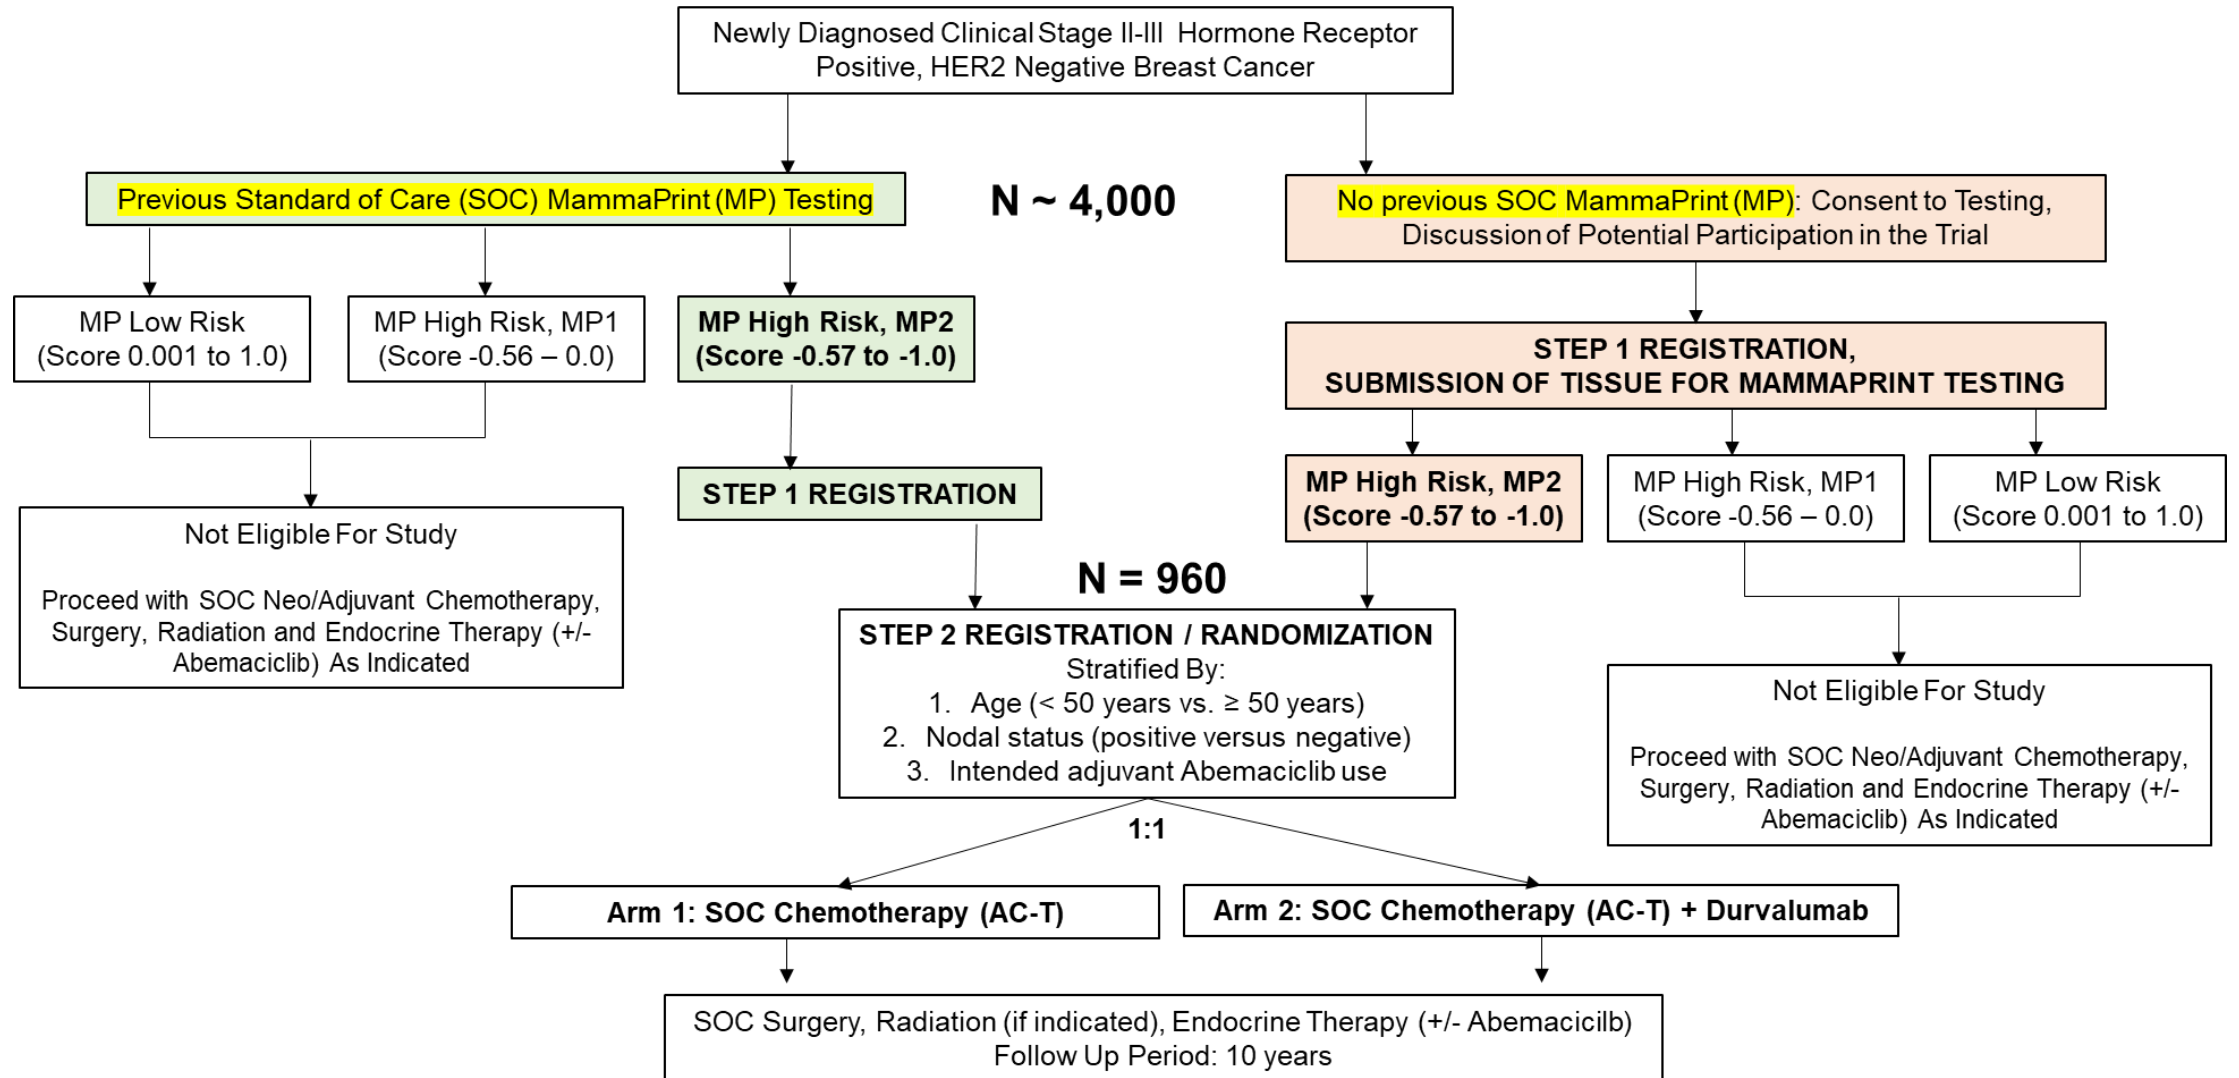 Newly Diagnosed Clinical Stage II-III Hormone Receptor
Positive, HER2 Negative Breast Cancer
Previous Standard of Care (SOC) MammaPrint (MP) Testing
N ~ 4,000
No previous SOC MammaPrint (MP): Consent to Testing,
Discussion of Potential Participation in the Trial
MP Low Risk
(Score 0.001 to 1.0)
MP High Risk, MP1
(Score -0.56 – 0.0)
MP High Risk, MP2
(Score -0.57 to -1.0)
STEP 1 REGISTRATION,
SUBMISSION OF TISSUE FOR MAMMAPRINT TESTING
STEP 1 REGISTRATION
MP High Risk, MP2
(Score -0.57 to -1.0)
MP High Risk, MP1
(Score -0.56 – 0.0)
MP Low Risk
(Score 0.001 to 1.0)
Not Eligible For Study
Proceed with SOC Neo/Adjuvant Chemotherapy,
Surgery, Radiation and Endocrine Therapy (+/-
Abemaciclib) As Indicated
N = 960
STEP 2 REGISTRATION / RANDOMIZATION
Stratified By:
1. Age (< 50 years vs. ≥ 50 years)
2. Nodal status (positive versus negative)
3. Intended adjuvant Abemaciclib use
Not Eligible For Study
Proceed with SOC Neo/Adjuvant Chemotherapy,
Surgery, Radiation and Endocrine Therapy (+/-
Abemaciclib) As Indicated
1:1
Arm 1: SOC Chemotherapy (AC-T)
Arm 2: SOC Chemotherapy (AC-T) + Durvalumab
SOC Surgery, Radiation (if indicated), Endocrine Therapy (+/- Abemacicilb)
Follow Up Period: 10 years